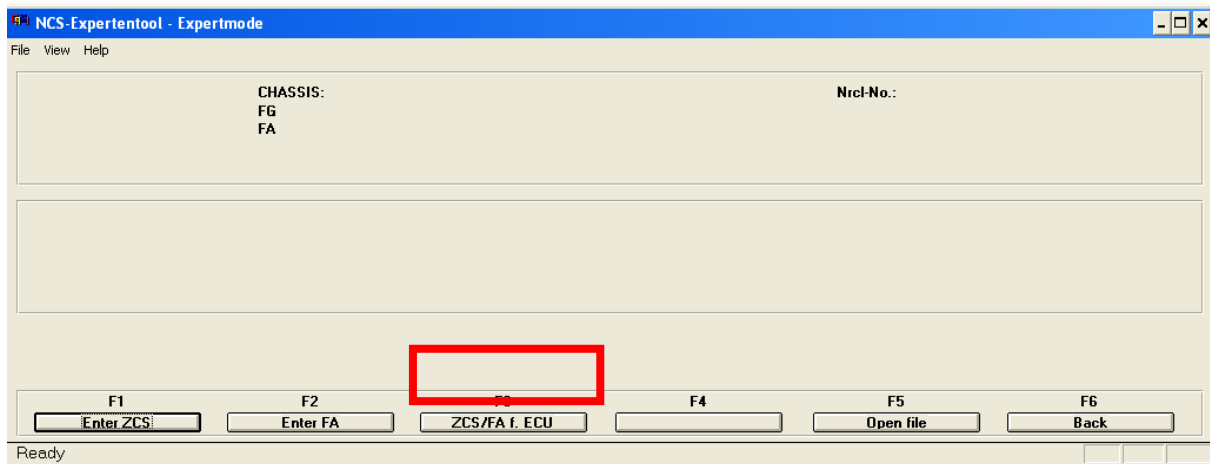 NCS-Expertentool - Expertmode
File View Help
CHASSIS: Nrcl-No.:
FG
FA
F1 F2 F3 F4 F5 F6
Enter ZCS Enter FA ZCS/FA f. ECU Open file Back
Ready